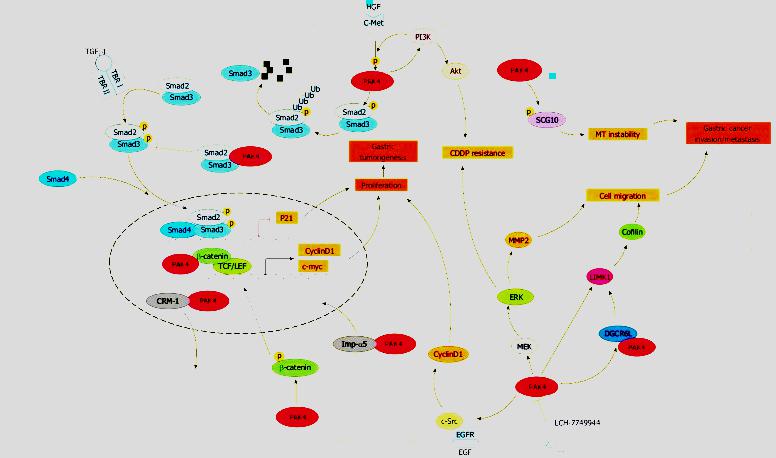 HGF
C-Met
PI3K
P
PAK4
Akt
PAK4
P
SCG10
MT instability
Gastric cancer
invasion/metastasis
TBR I
TBR II
Smad2
Smad3
Smad3
Ub
Ub
Ub
P
Smad2
Smad3
P
Smad2
Smad3
P
P
Smad2
Smad3
Smad2
Smad3
PAK4
Gastric
tumorigenesis
Proliferation
CDDP resistance
Cell migration
Smad4
Smad2
P
P
Smad4
Smad3
P21
PAK4
β-catenin
TCF/LEF
CyclinD1
c-myc
CRM-1
PAK4
Imp-α5
PAK4
P
β-catenin
PAK4
MMP2
Cofilin
LIMK1
ERK
DGCR6L
PAK4
MEK
CyclinD1
PAK4
c-Src
EGFR
EGF
LCH-7749944